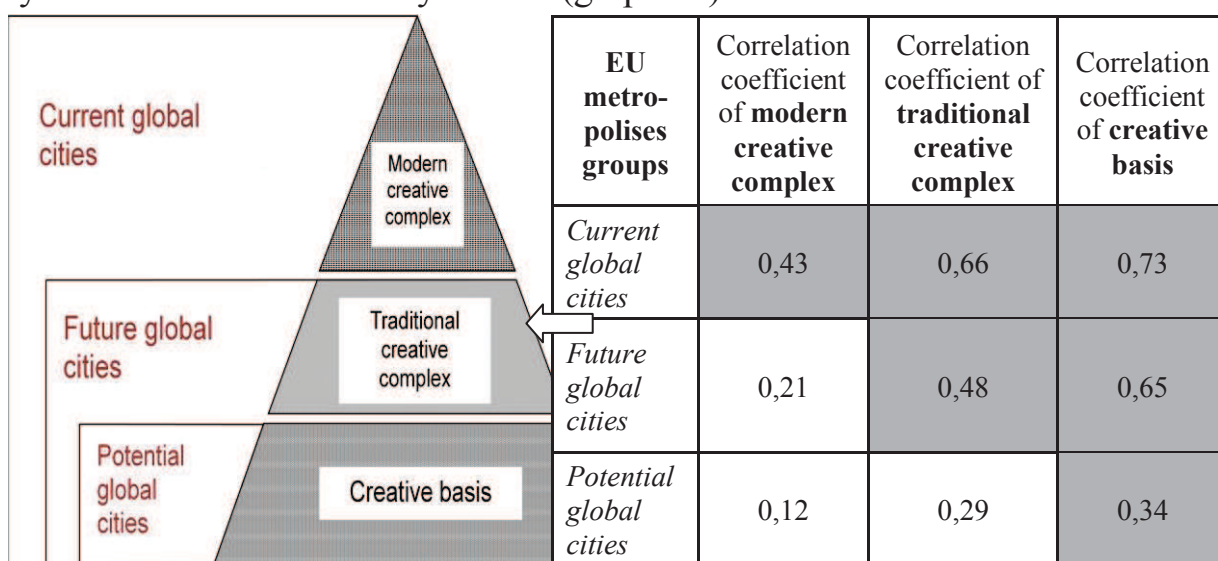 Current global
cities
Modern
creative
complex
Future global
cities
Traditional
creative
complex
Potential
global
cities
Creative basis
EU
metro-
polises
groups
Correlation
coefficient
of modern
creative
complex
Correlation
coefficient of
traditional
creative
complex
Correlation
coefficient
of creative
basis
Current
global
cities
0,43
0,66
0,73
Future
global
cities
0,21
0,48
0,65
Potential
global
cities
0,12
0,29
0,34